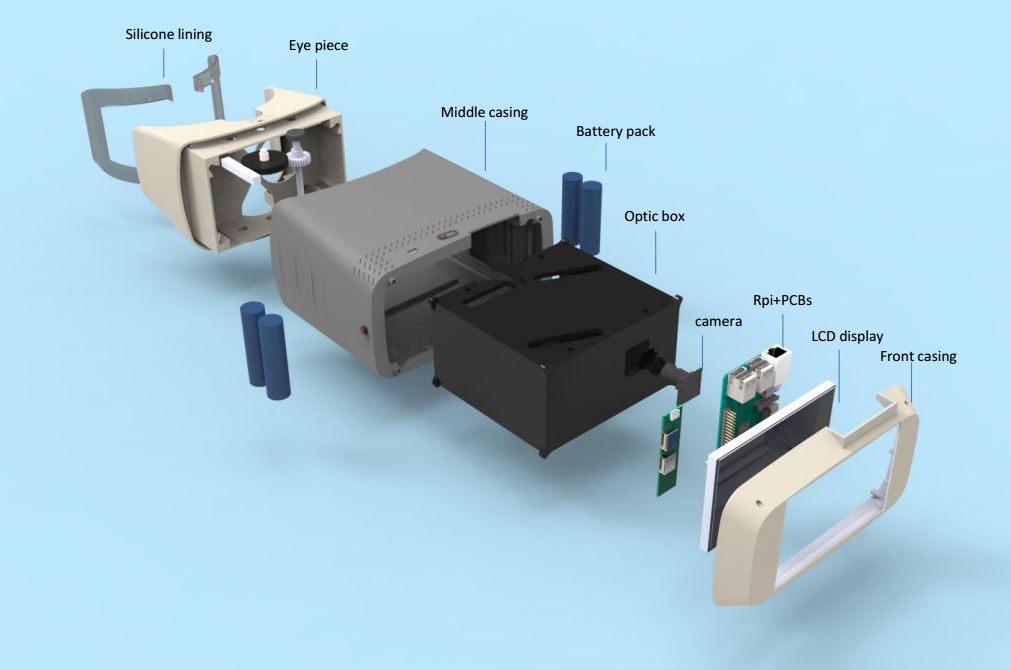 Silicone lining
Eye piece
Middle casing
Battery pack
Optic box
Rpi+PCBs
camera
LCD display
Front casing